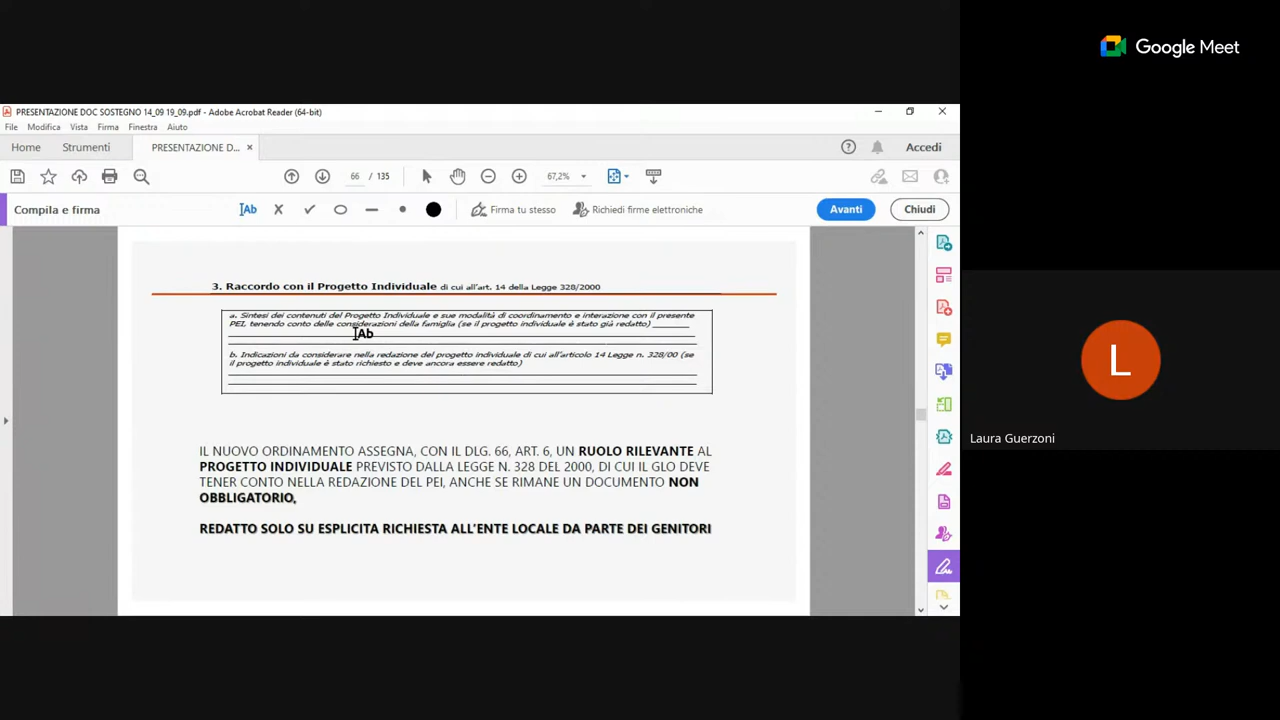 Google Meet
PRESENTAZIONE DOC SOSTEGNO 14_09 19_09.pdf - Adobe Acrobat Reader (64-bit)
File Modifica Vista Firma Finestra Aiuto
Home Strumenti PRESENTAZIONE D... × Accedi
66 / 135 67,2%
Compila e firma Ab Firma tu stesso Richiedi firme elettroniche Avanti Chiudi
3. Raccordo con il Progetto Individuale di cui all'art. 14 della Legge 328/2000
a. Sintesi dei contenuti del Progetto Individuale e sue modalità di coordinamento e interazione con il presente
PEI, tenendo conto delle considerazioni della famiglia (se il progetto individuale è stato già redatto) ________
Ab
b. Indicazioni da considerare nella redazione del progetto individuale di cui all'articolo 14 Legge n. 328/00 (se
il progetto individuale è stato richiesto e deve ancora essere redatto)
IL NUOVO ORDINAMENTO ASSEGNA, CON IL DLG. 66, ART. 6, UN RUOLO RILEVANTE AL
PROGETTO INDIVIDUALE PREVISTO DALLA LEGGE N. 328 DEL 2000, DI CUI IL GLO DEVE
TENER CONTO NELLA REDAZIONE DEL PEI, ANCHE SE RIMANE UN DOCUMENTO NON
OBBLIGATORIO,
REDATTO SOLO SU ESPLICITA RICHIESTA ALL'ENTE LOCALE DA PARTE DEI GENITORI
L
Laura Guerzoni